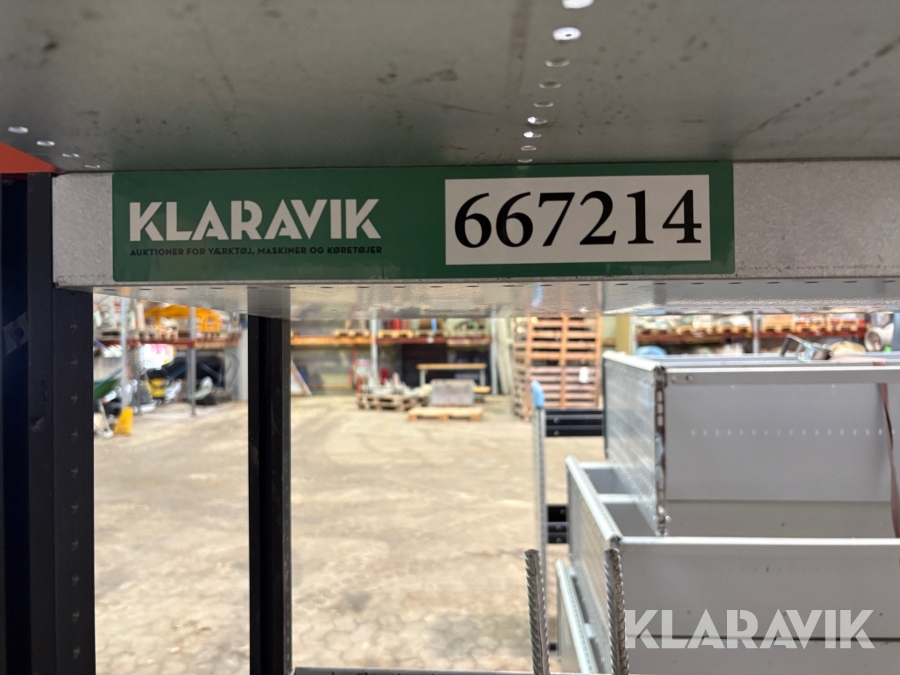 KLARAVIK
AUKTIONER FOR VÆRKTØJ, MASKINER OG KØRETØJER
667214
KLARAVIK